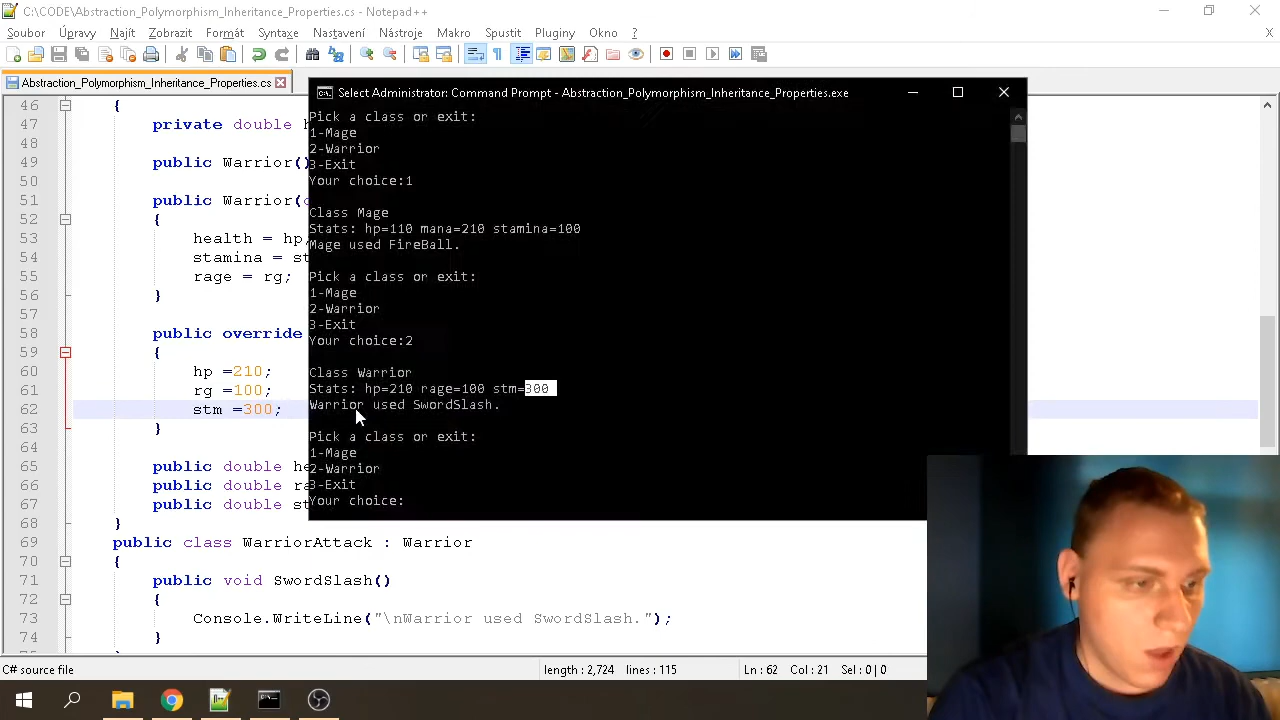 C:\CODE\Abstraction_Polymorphism_Inheritance_Properties.cs - Notepad++
Soubor Úpravy Najít Zobrazit Formát Syntaxe Nastavení Nástroje Makro Spustit Pluginy Okno ?
X
Abstraction_Polymorphism_Inheritance_Properties.cs
46 {
47 private double
48
49 public Warrior()
50
51 public Warrior(
52 {
53 health = hp
54 stamina =
55 rage = rg;
56 }
57
58 public override
59 {
60 hp =210;
61 rg =100;
62 stm =300;
63 }
64
65 public double
66 public double
67 public double
68 }
69 public class WarriorAttack : Warrior
70 {
71 public void SwordSlash()
72 {
73 Console.WriteLine("\nWarrior used SwordSlash.");
74 }
Select Administrator: Command Prompt - Abstraction_Polymorphism_Inheritance_Properties.exe
Pick a class or exit:
1-Mage
2-Warrior
3-Exit
Your choice:1
Class Mage
Stats: hp=110 mana=210 stamina=100
Mage used FireBall.
Pick a class or exit:
1-Mage
2-Warrior
3-Exit
Your choice:2
Class Warrior
Stats: hp=210 rage=100 stm=300
Warrior used SwordSlash.
Pick a class or exit:
1-Mage
2-Warrior
3-Exit
Your choice:
C# source file length : 2,724 lines : 115 Ln : 62 Col : 21 Sel : 0 | 0